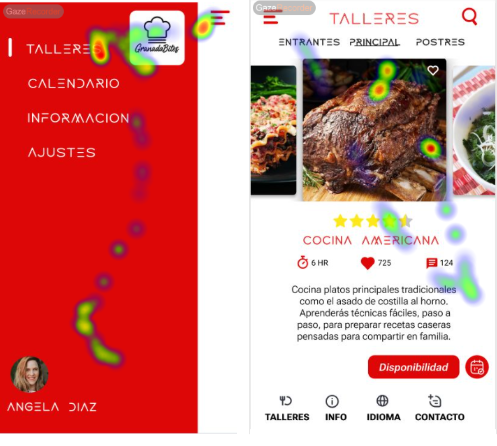 Gaze
GranadaBites
TALLERES
CALENDARIO
INFORMACION
AJUSTES
ANGELA DIAZ
Gaze
TALLERES
ENTRANTES PRINCIPAL POSTRES
COCINA AMERICANA
6 HR 725 124
Cocina platos principales tradicionales
como el asado de costilla al horno.
Aprenderás técnicas fáciles, paso a
paso, para preparar recetas caseras
pensadas para compartir en familia.
Disponibilidad
TALLERES INFO IDIOMA CONTACTO